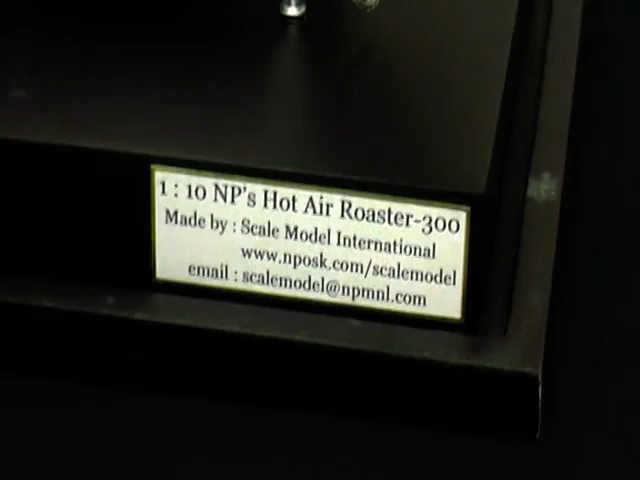 1 : 10 NP's Hot Air Roaster-300
Made by : Scale Model International
www.nposk.com/scalemodel
email : scalemodel@npmnl.com